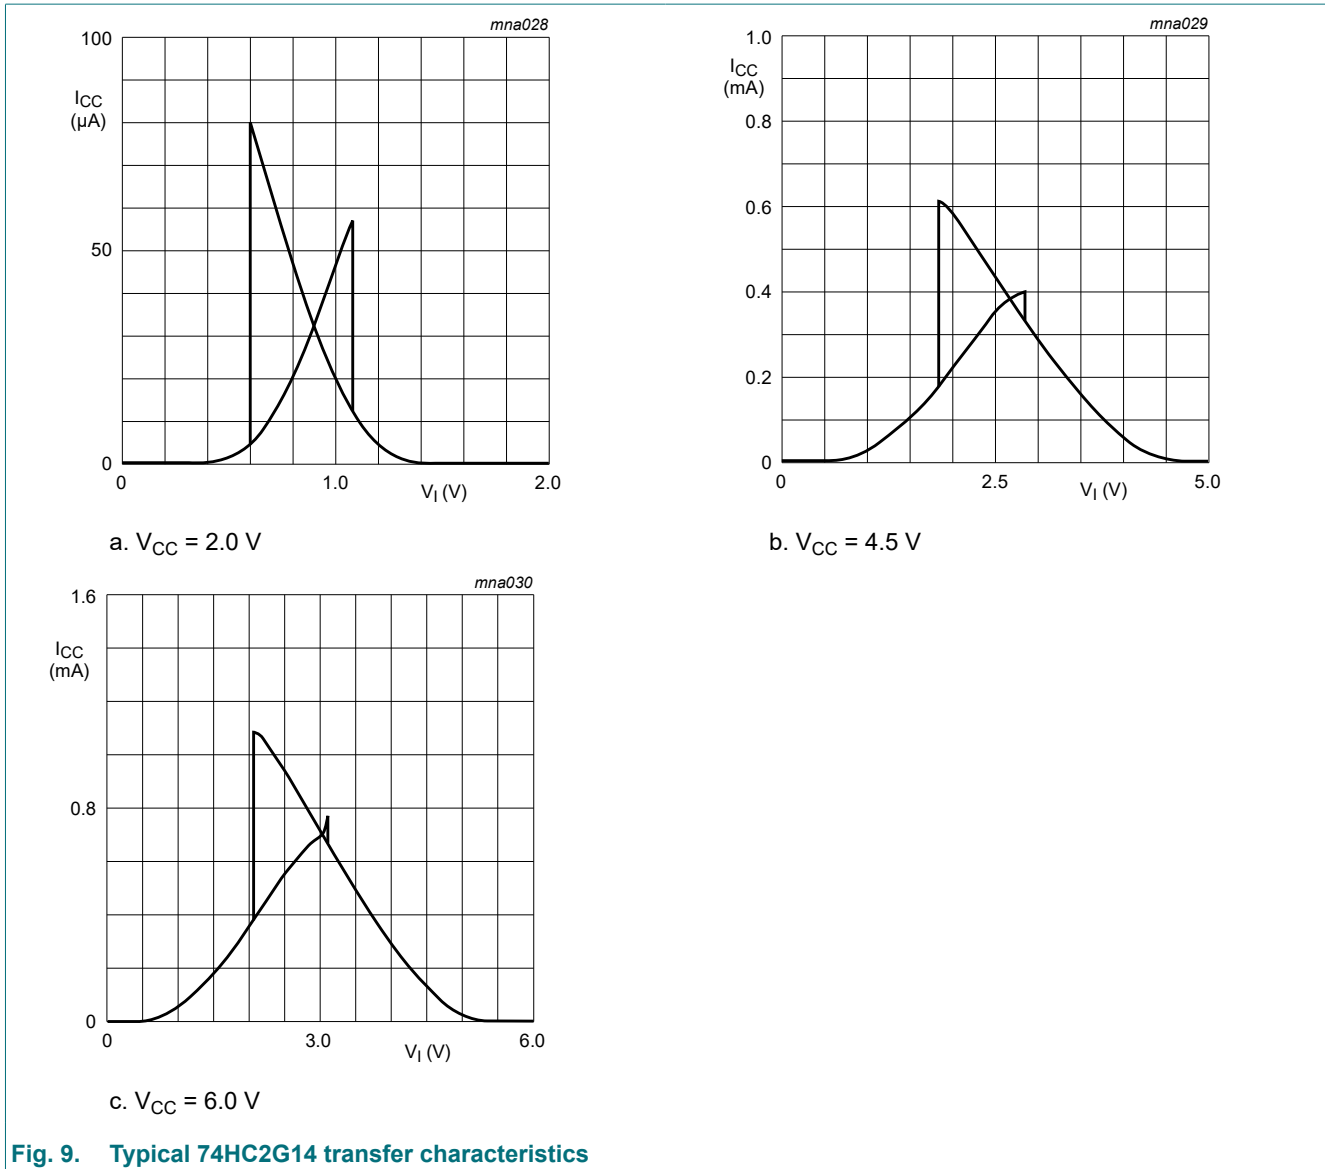 mna028
100
ICC
(µA)
50
0
0
1.0
2.0
VI (V)
a. VCC = 2.0 V
mna029
1.0
ICC
(mA)
0.8
0.6
0.4
0.2
0
0
2.5
5.0
VI (V)
b. VCC = 4.5 V
mna030
1.6
ICC
(mA)
0.8
0
0
3.0
6.0
VI (V)
c. VCC = 6.0 V
Fig. 9. Typical 74HC2G14 transfer characteristics